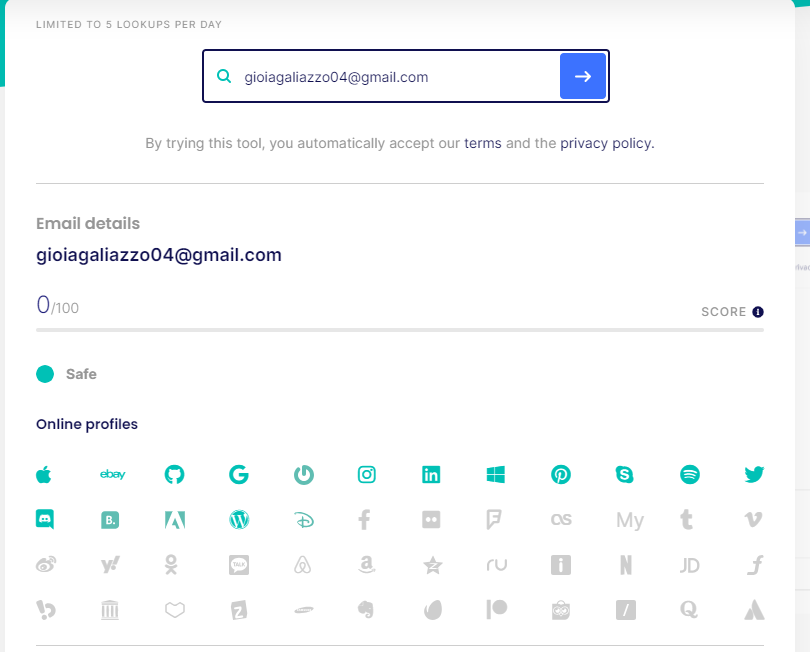 LIMITED TO 5 LOOKUPS PER DAY
gioiagaliazzo04@gmail.com
By trying this tool, you automatically accept our terms and the privacy policy.
Email details
gioiagaliazzo04@gmail.com
0/100
SCORE
Safe
Online profiles
ebay
B.
My
TALK
JD